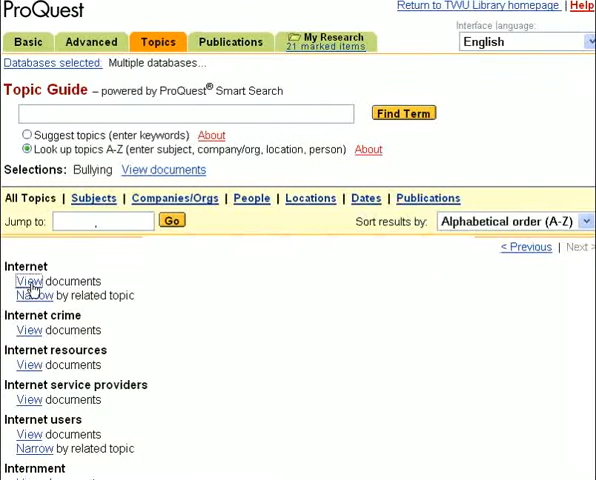 ProQuest
Return to TWU Library homepage | Help
Interface language:
English
Basic Advanced Topics Publications My Research
21 marked items
Databases selected: Multiple databases...
Topic Guide – powered by ProQuest® Smart Search
Find Term
Suggest topics (enter keywords) About
Look up topics A-Z (enter subject, company/org, location, person) About
Selections: Bullying View documents
All Topics | Subjects | Companies/Orgs | People | Locations | Dates | Publications
Jump to: , Go Sort results by: Alphabetical order (A-Z)
< Previous | Next >
Internet
View documents
Narrow by related topic
Internet crime
View documents
Internet resources
View documents
Internet service providers
View documents
Internet users
View documents
Narrow by related topic
Internment